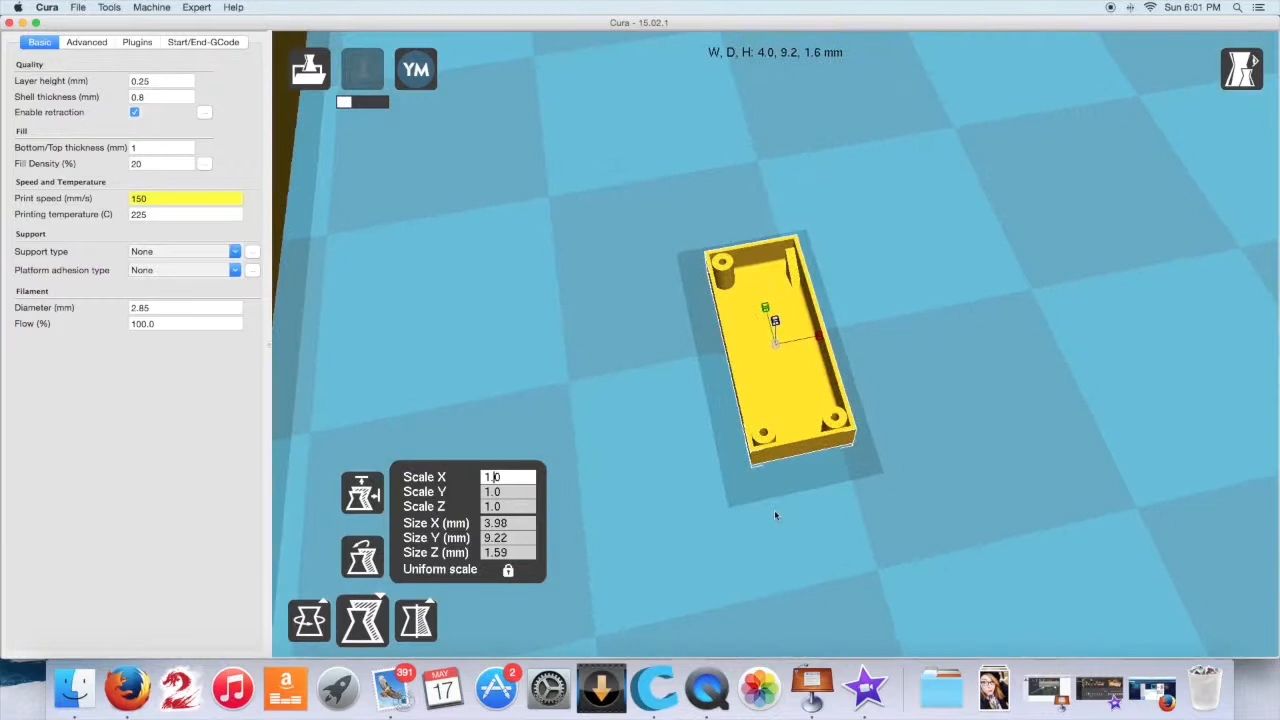 Cura File Tools Machine Expert Help
Sun 6:01 PM
Cura - 15.02.1
Basic Advanced Plugins Start/End-GCode
W, D, H: 4.0, 9.2, 1.6 mm
YM
Quality
Layer height (mm) 0.25
Shell thickness (mm) 0.8
Enable retraction ...
Fill
Bottom/Top thickness (mm) 1
Fill Density (%) 20 ...
Speed and Temperature
Print speed (mm/s) 150
Printing temperature (C) 225
Support
Support type None ...
Platform adhesion type None ...
Filament
Diameter (mm) 2.85
Flow (%) 100.0
Scale X 1.0
Scale Y 1.0
Scale Z 1.0
Size X (mm) 3.98
Size Y (mm) 9.22
Size Z (mm) 1.59
Uniform scale
391
MAY
17
2